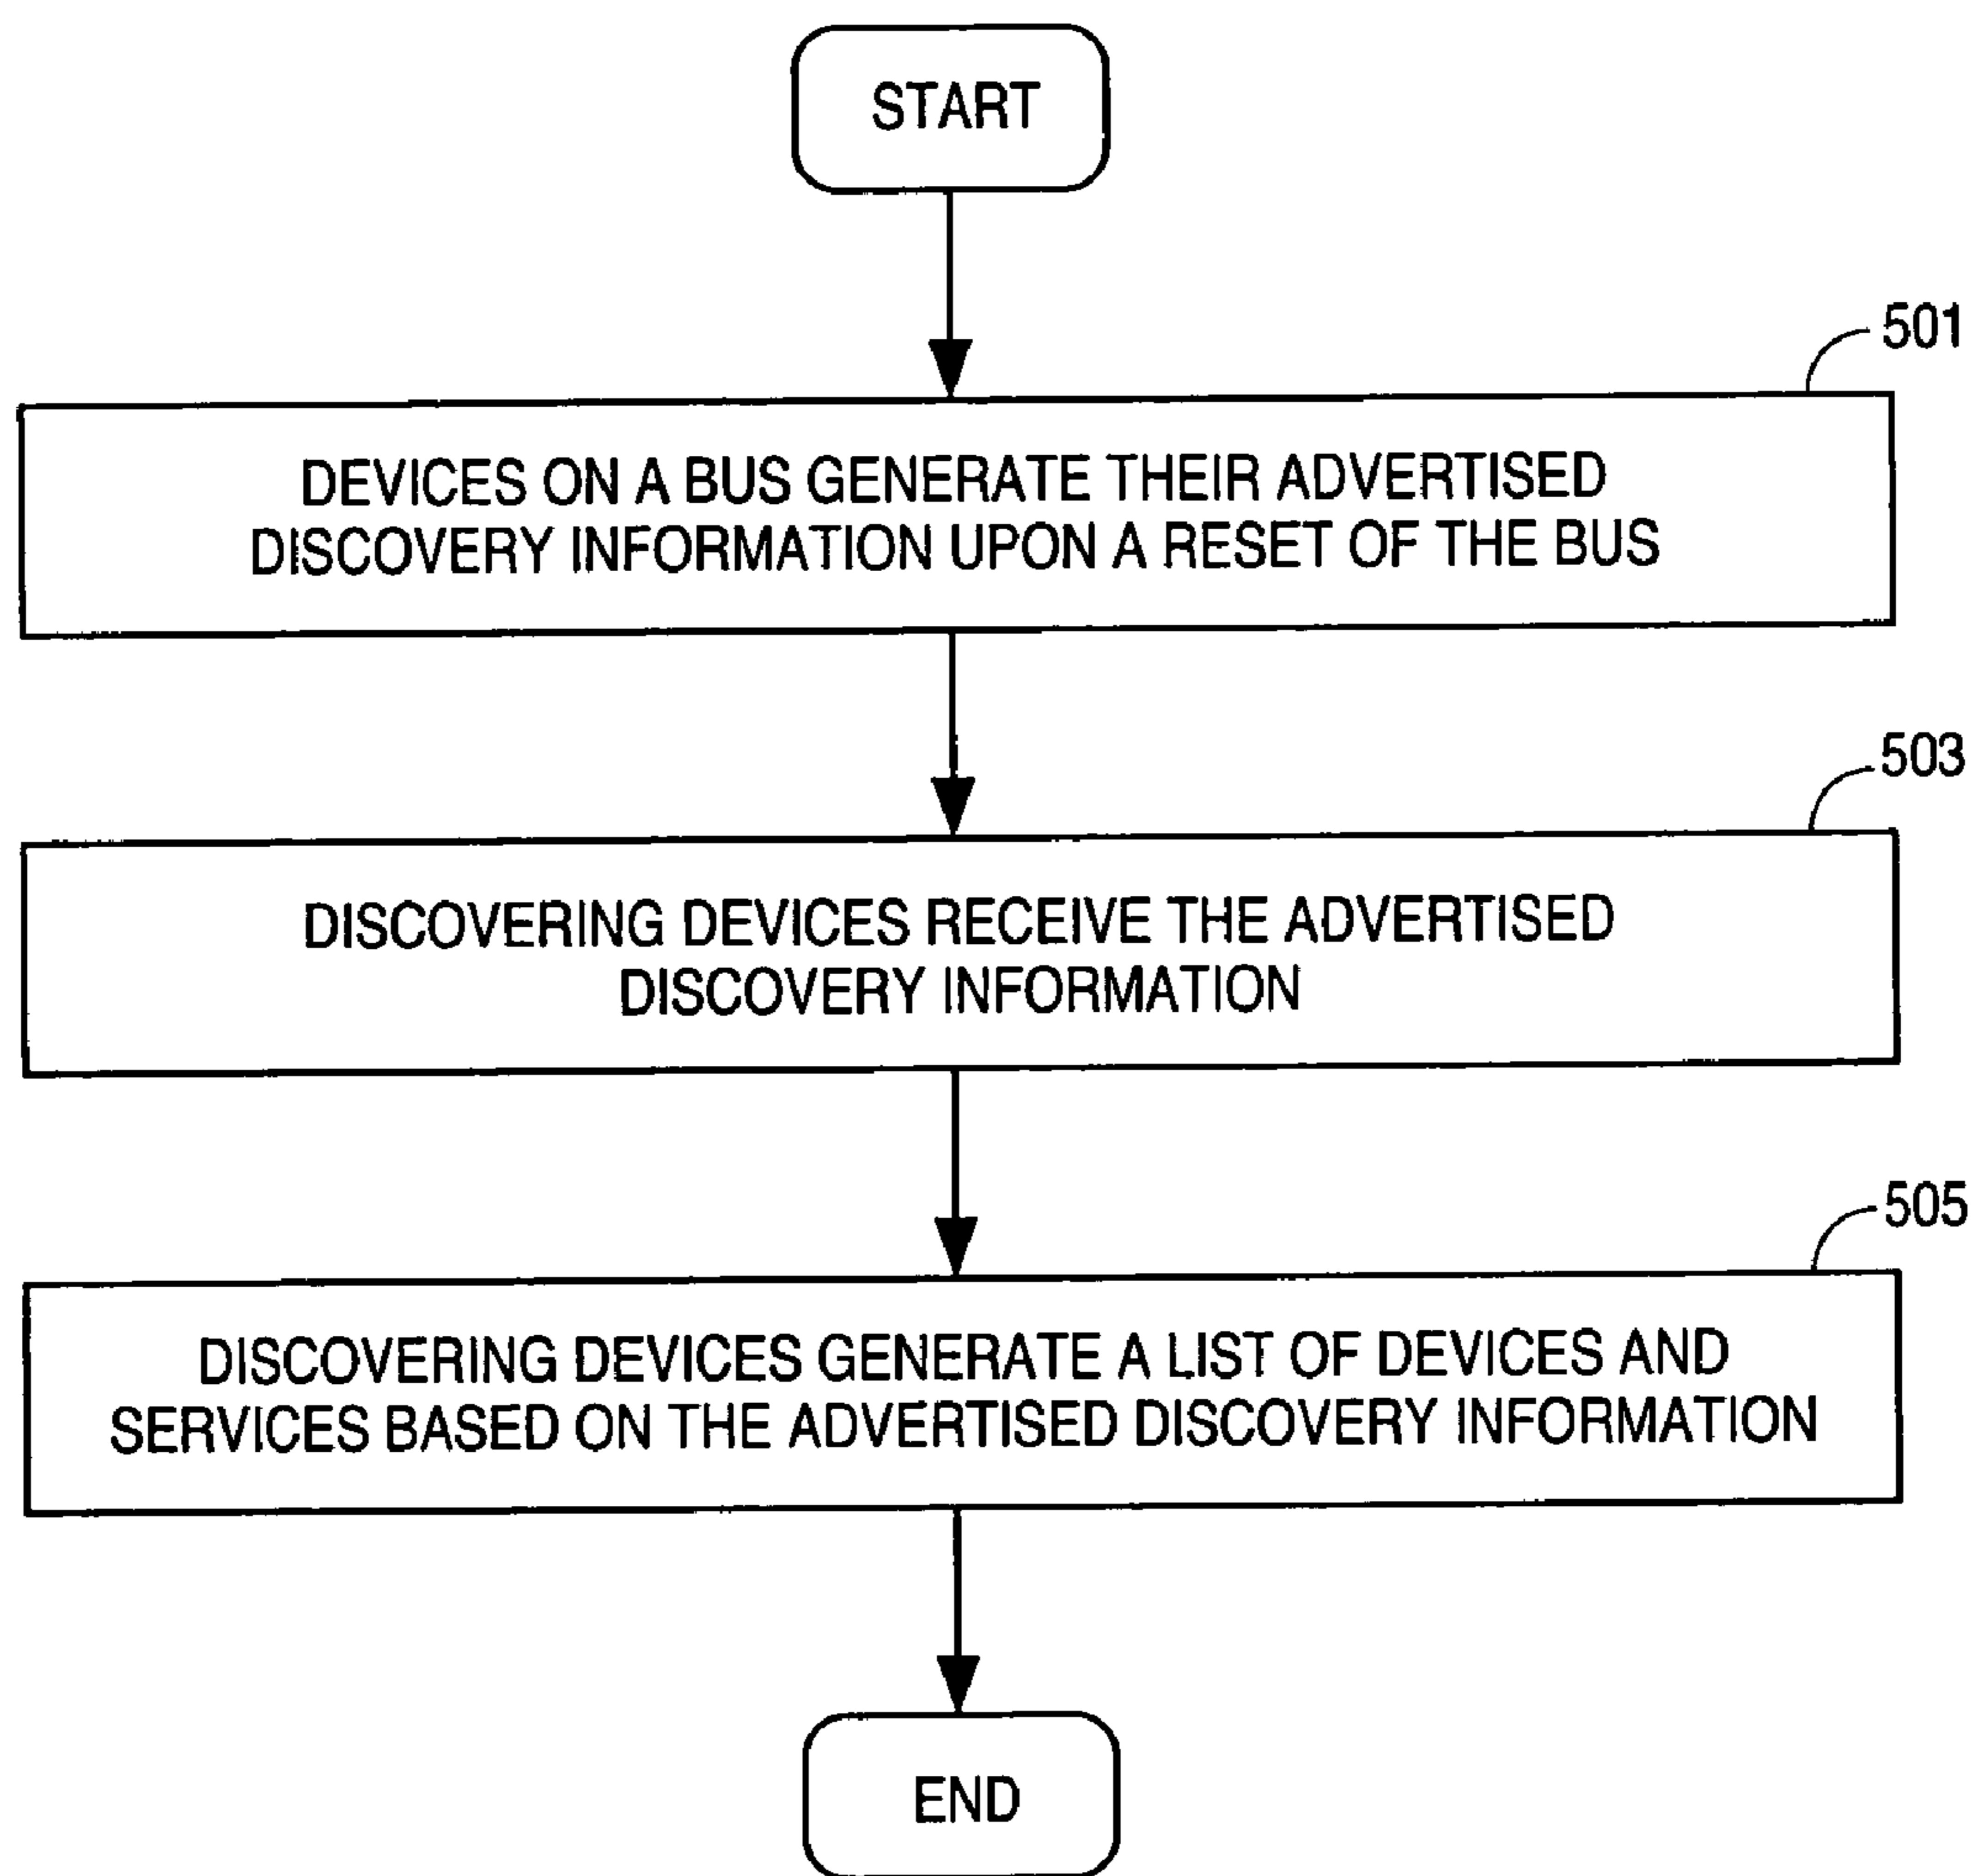 START
501
DEVICES ON A BUS GENERATE THEIR ADVERTISED
DISCOVERY INFORMATION UPON A RESET OF THE BUS
503
DISCOVERING DEVICES RECEIVE THE ADVERTISED
DISCOVERY INFORMATION
505
DISCOVERING DEVICES GENERATE A LIST OF DEVICES AND
SERVICES BASED ON THE ADVERTISED DISCOVERY INFORMATION
END